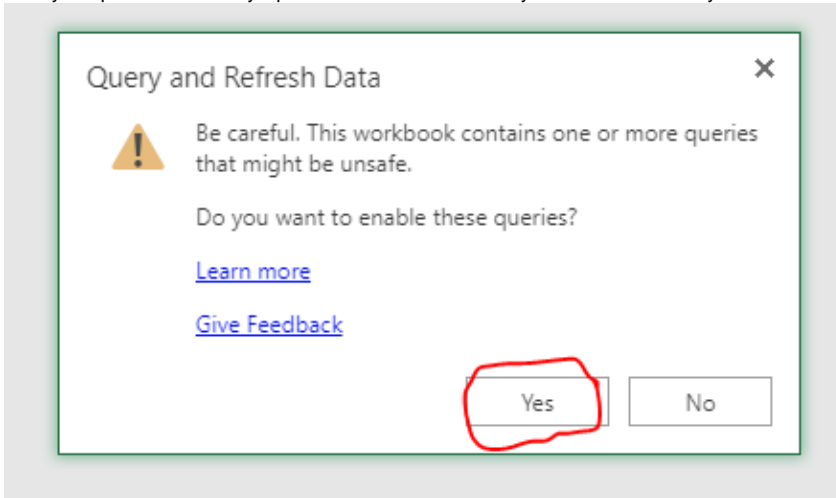 Query and Refresh Data
Be careful. This workbook contains one or more queries
that might be unsafe.
Do you want to enable these queries?
Learn more
Give Feedback
Yes
No